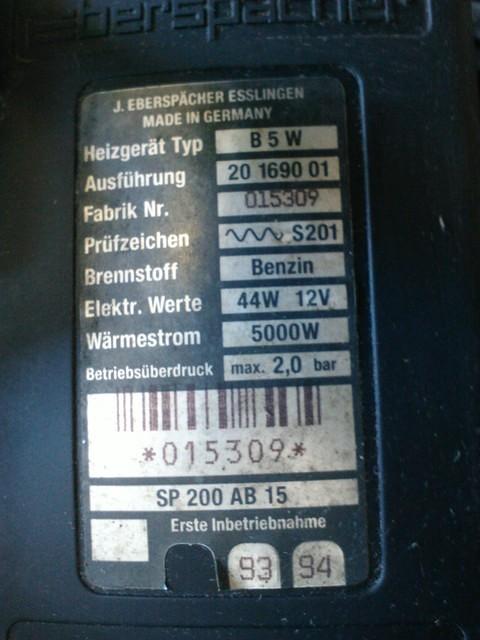 Eberspächer
J. EBERSPÄCHER ESSLINGEN
MADE IN GERMANY
Heizgerät Typ B 5 W
Ausführung 20 1690 01
Fabrik Nr. 015309
Prüfzeichen S201
Brennstoff Benzin
Elektr. Werte 44W 12V
Wärmestrom 5000W
Betriebsüberdruck max. 2,0 bar
*015309*
SP 200 AB 15
Erste Inbetriebnahme
93 94